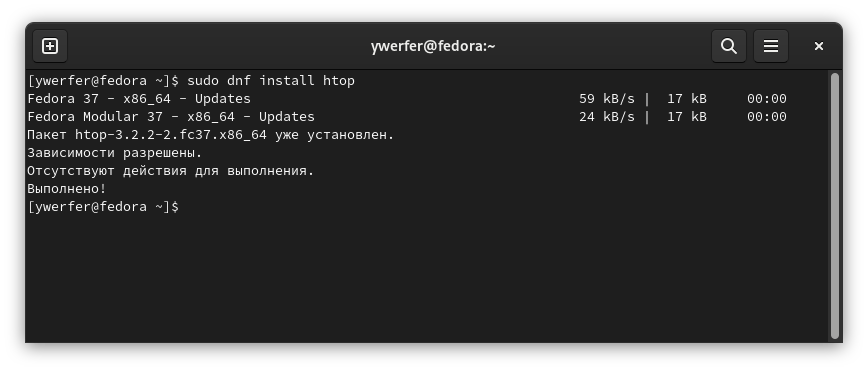 ywerfer@fedora:~
[ywerfer@fedora ~]$ sudo dnf install htop
Fedora 37 - x86_64 - Updates 59 kB/s | 17 kB 00:00
Fedora Modular 37 - x86_64 - Updates 24 kB/s | 17 kB 00:00
Пакет htop-3.2.2-2.fc37.x86_64 уже установлен.
Зависимости разрешены.
Отсутствуют действия для выполнения.
Выполнено!
[ywerfer@fedora ~]$